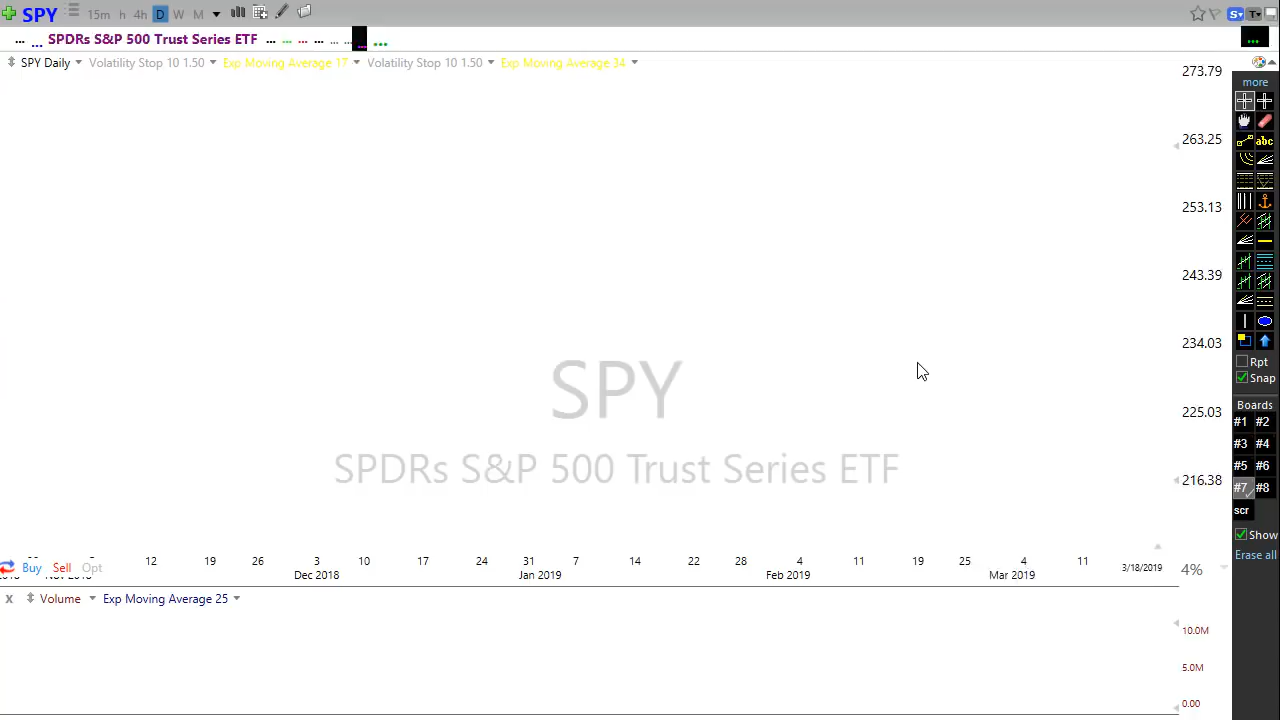 SPY 15m h 4h D W M S T
SPDRs S&P 500 Trust Series ETF
SPY Daily Volatility Stop 10 1.50 Exp Moving Average 17 Volatility Stop 10 1.50 Exp Moving Average 34
273.79
263.25
253.13
243.39
234.03
225.03
216.38
SPY
SPDRs S&P 500 Trust Series ETF
12 19 26 3 10 17 24 31 7 14 22 28 4 11 19 25 4 11
Dec 2018 Jan 2019 Feb 2019 Mar 2019 3/18/2019
Buy Sell Opt
4%
X Volume Exp Moving Average 25
10.0M
5.0M
0.00
more
abc
Rpt
Snap
Boards
#1 #2
#3 #4
#5 #6
#7 #8
scr
Show
Erase all